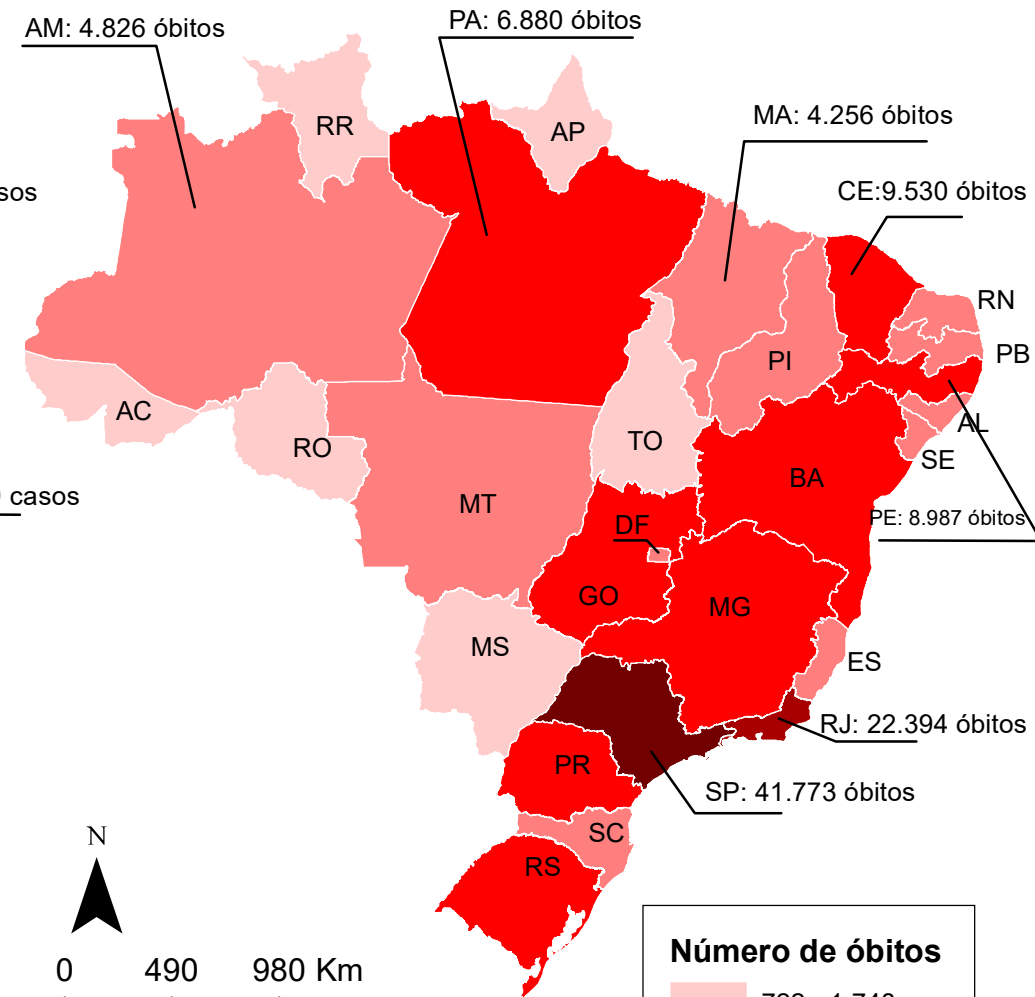 AM: 4.826 óbitos
PA: 6.880 óbitos
RR
AP
MA: 4.256 óbitos
CE:9.530 óbitos
RN
PI
PB
AC
AL
RO
TO
SE
BA
casos
MT
PE: 8.987 óbitos
DF
GO
MG
MS
ES
RJ: 22.394 óbitos
PR
SP: 41.773 óbitos
SC
N
RS
Número de óbitos
0 490 980 Km